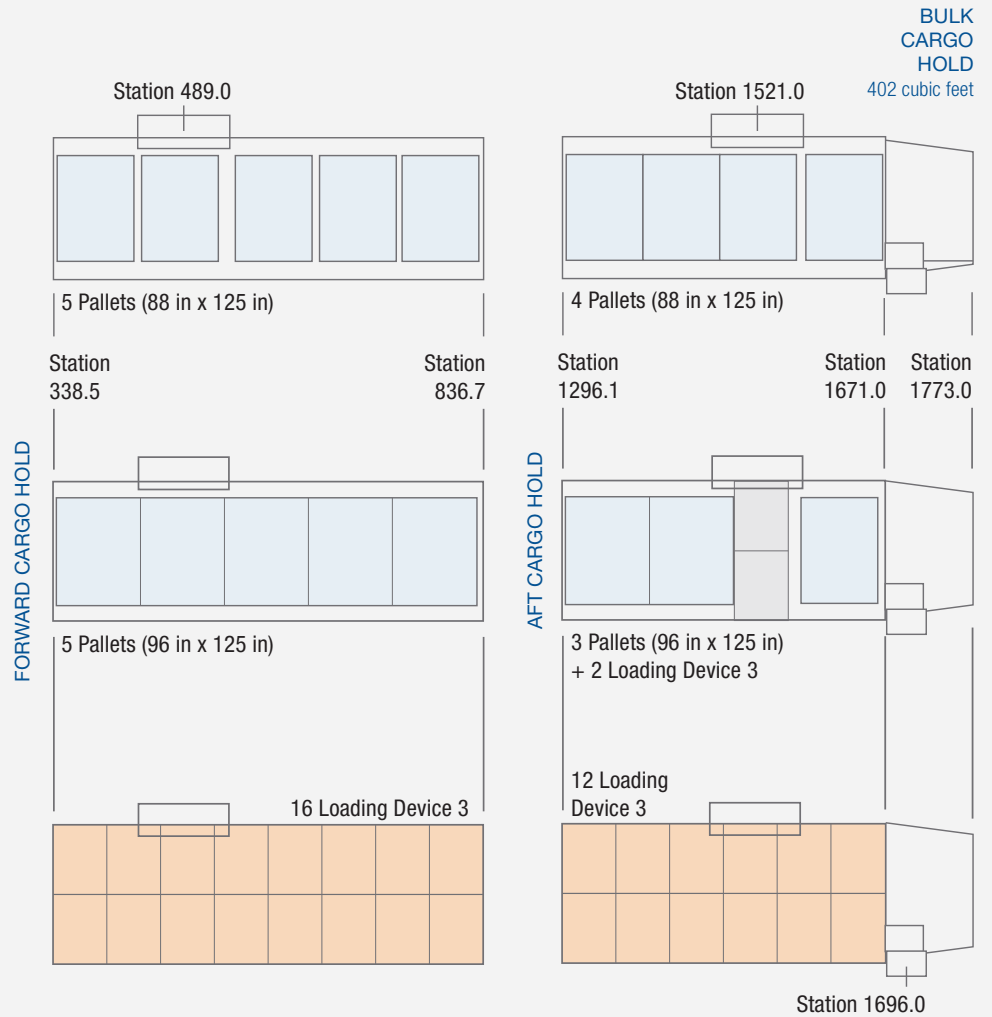 BULK
CARGO
HOLD
402 cubic feet
Station 489.0
Station 1521.0
5 Pallets (88 in x 125 in)
4 Pallets (88 in x 125 in)
Station
338.5
Station
836.7
Station
1296.1
Station
1671.0
Station
1773.0
FORWARD CARGO HOLD
AFT CARGO HOLD
5 Pallets (96 in x 125 in)
3 Pallets (96 in x 125 in)
+ 2 Loading Device 3
16 Loading Device 3
12 Loading
Device 3
Station 1696.0